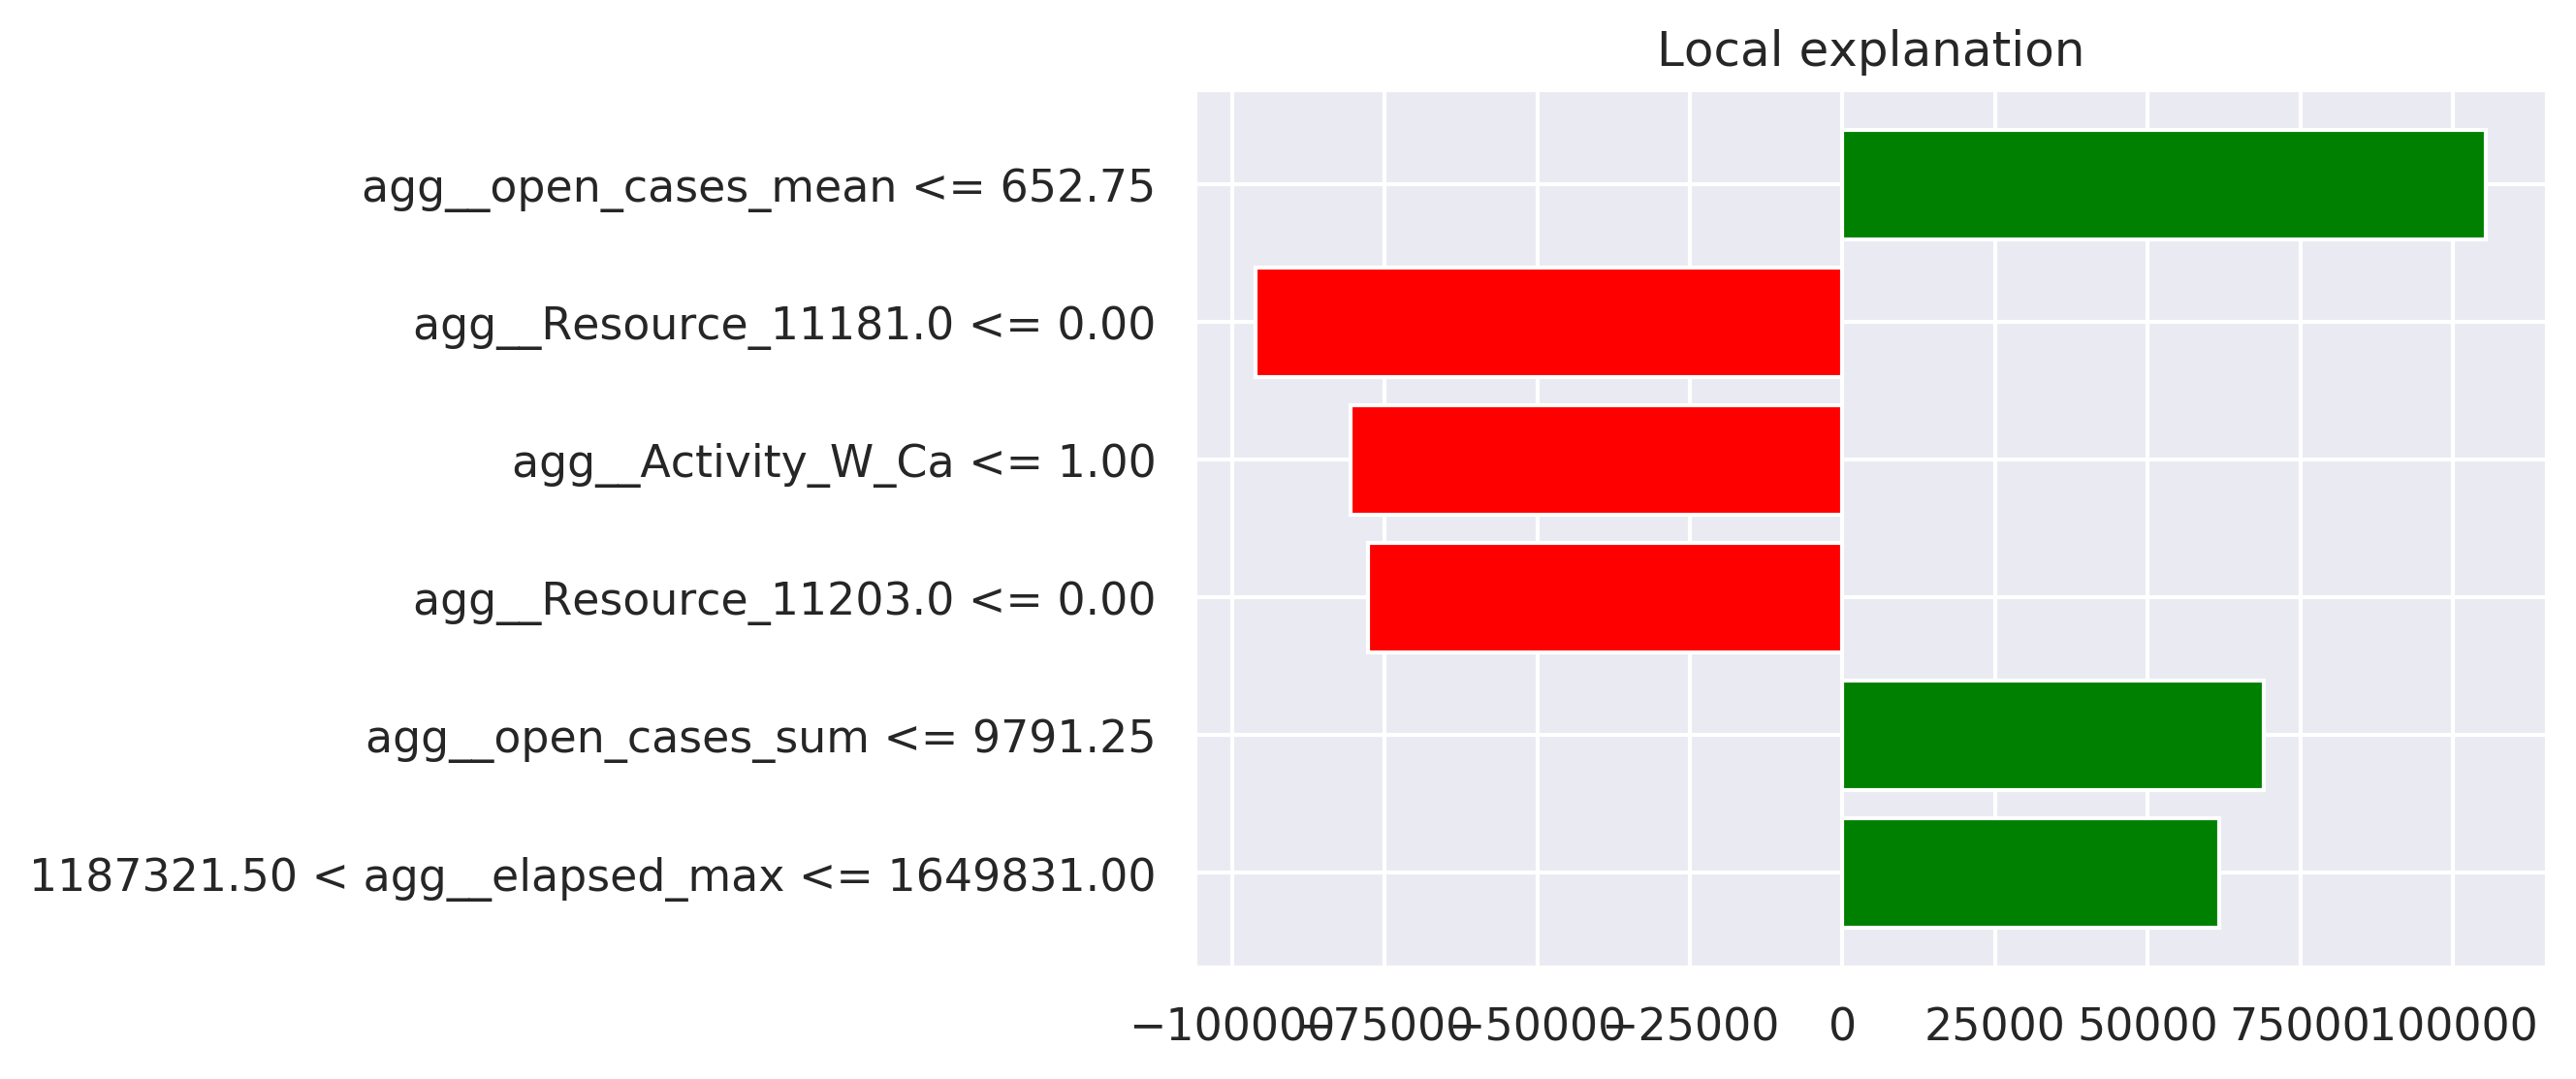 Local explanation
agg__open_cases_mean <= 652.75
agg__Resource_11181.0 <= 0.00
agg__Activity_W_Ca <= 1.00
agg__Resource_11203.0 <= 0.00
agg__open_cases_sum <= 9791.25
1187321.50 < agg__elapsed_max <= 1649831.00
−100000 −75000 −50000 −25000 0 25000 50000 75000 100000